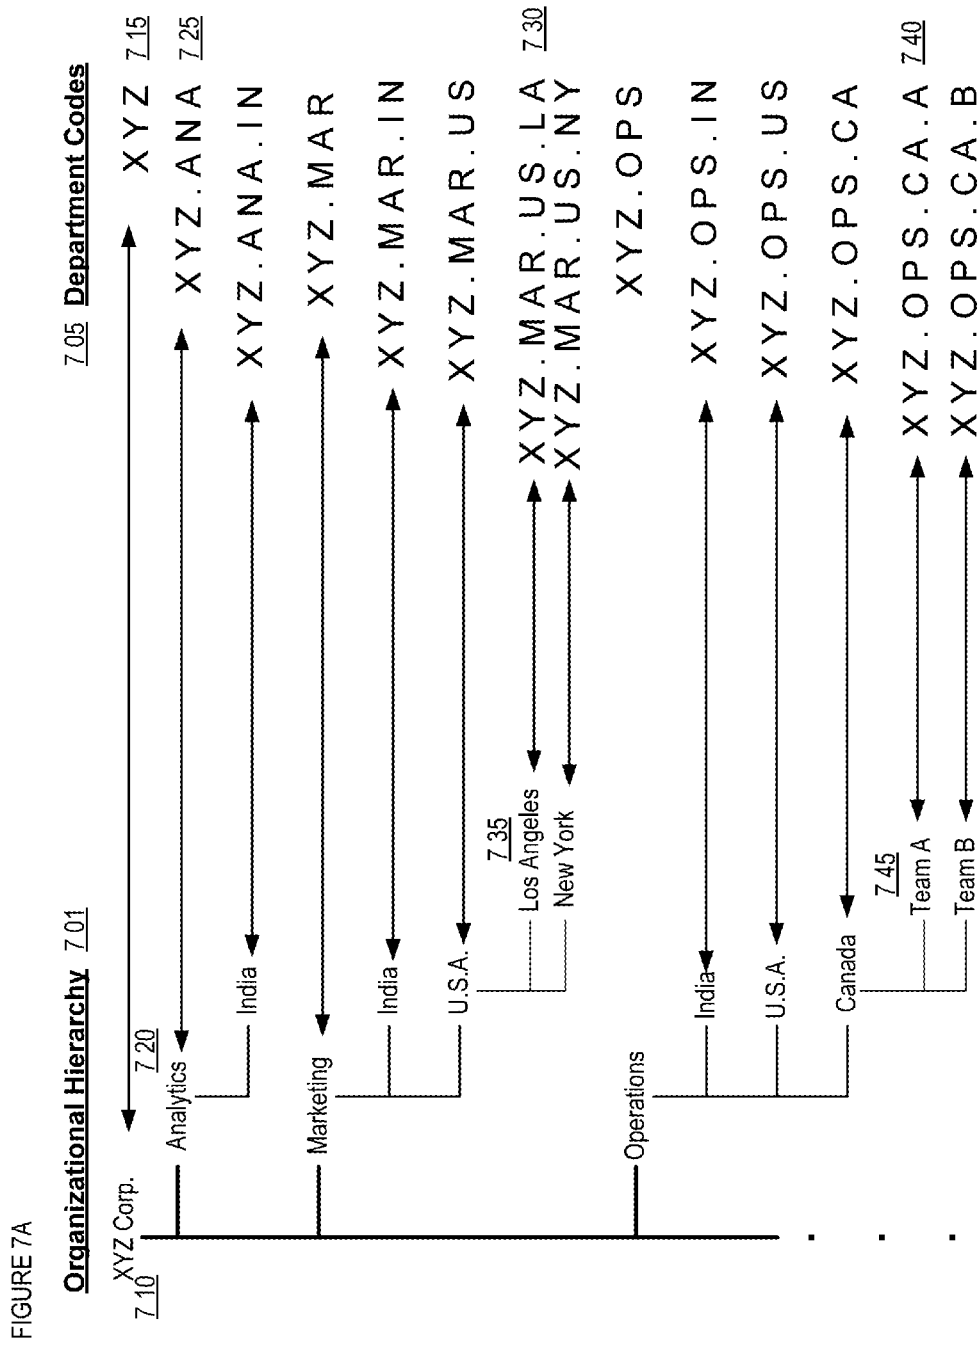 FIGURE 7A
Organizational Hierarchy 7 01
7 05 Department Codes
XYZ Corp.
7 10
XYZ
7 15
7 20
Analytics
XYZ.ANA
7 25
India
XYZ.ANA.IN
Marketing
XYZ.MAR
India
XYZ.MAR.IN
U.S.A.
XYZ.MAR.US
7 35
Los Angeles
XYZ.MAR.US.LA
7 30
New York
XYZ.MAR.US.NY
Operations
XYZ.OPS
India
XYZ.OPS.IN
U.S.A.
XYZ.OPS.US
Canada
XYZ.OPS.CA
7 45
Team A
XYZ.OPS.CA.A
7 40
Team B
XYZ.OPS.CA.B